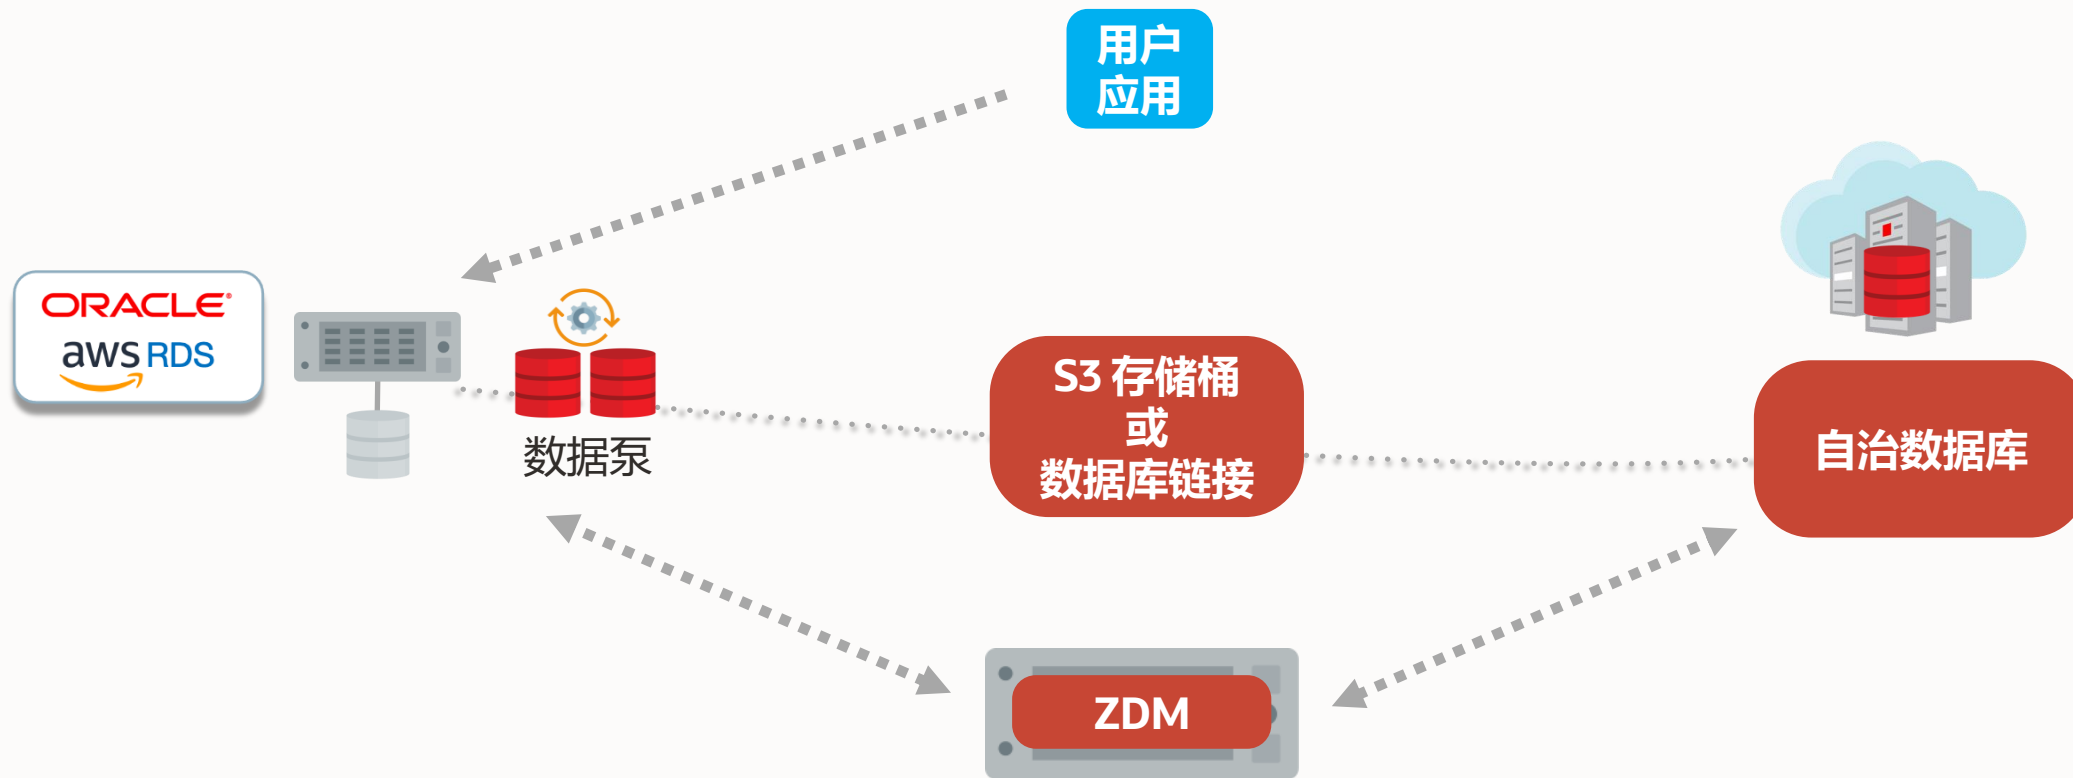 用户
应用
ORACLE
aws RDS
数据泵
S3 存储桶
或
数据库链接
自治数据库
ZDM